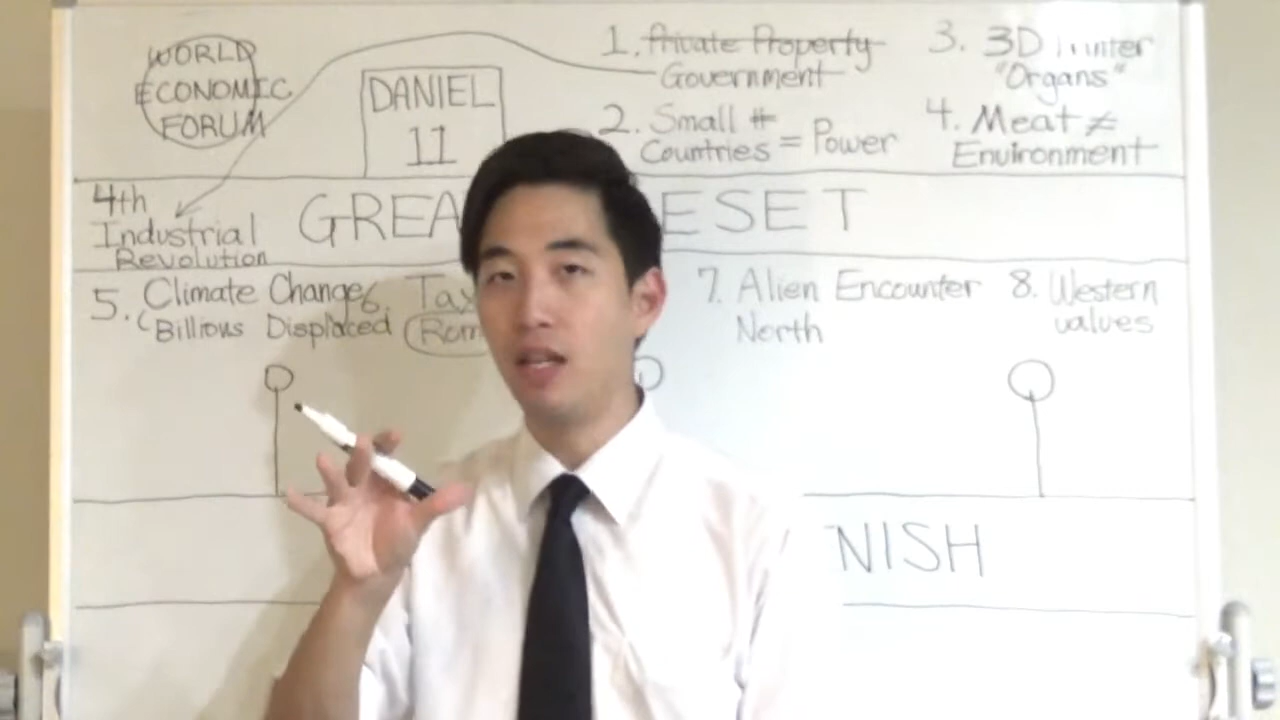 WORLD
ECONOMIC
FORUM
DANIEL
11
1. Private Property
Government
2. Small #
Countries = Power
3. 3D
"Organs"
4. Meat ≠
Environment
4th
Industrial
Revolution
GREA
ESET
5. Climate Change
(Billions Displaced
6. Tax
Rom
7. Alien Encounter
North
8. Western
values
NISH